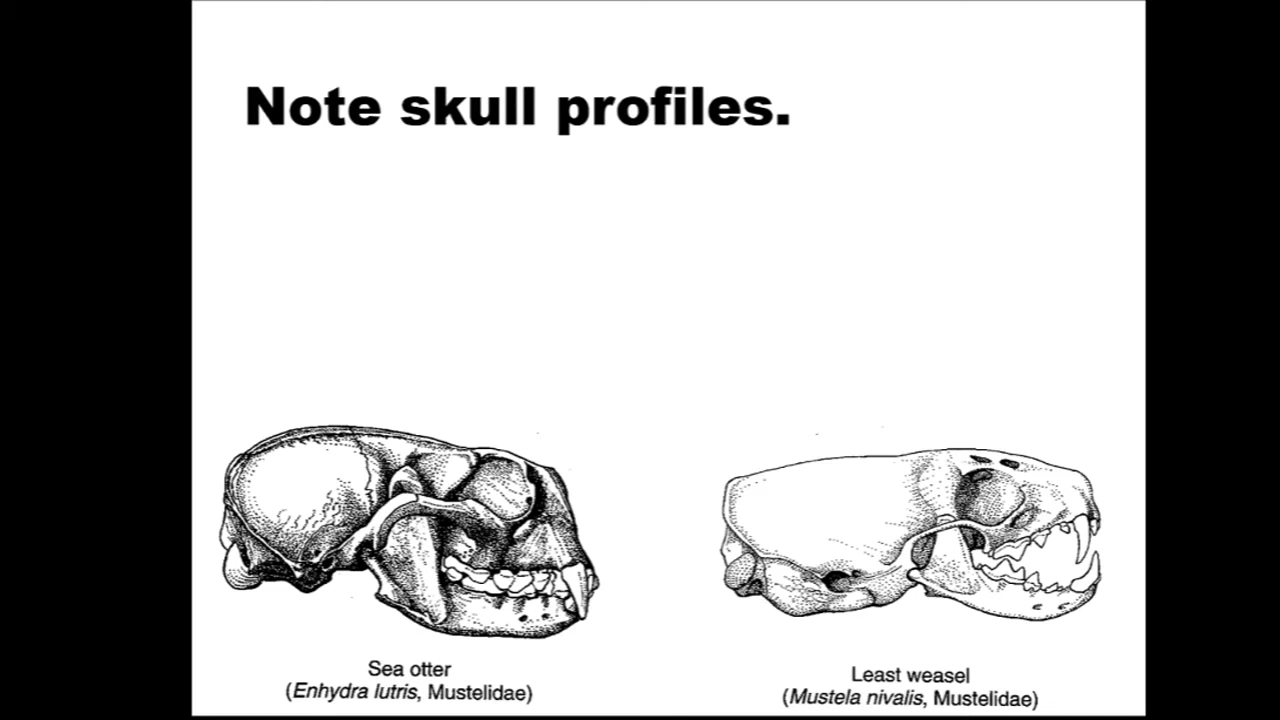 Note skull profiles.
Sea otter
(Enhydra lutris, Mustelidae)
Least weasel
(Mustela nivalis, Mustelidae)